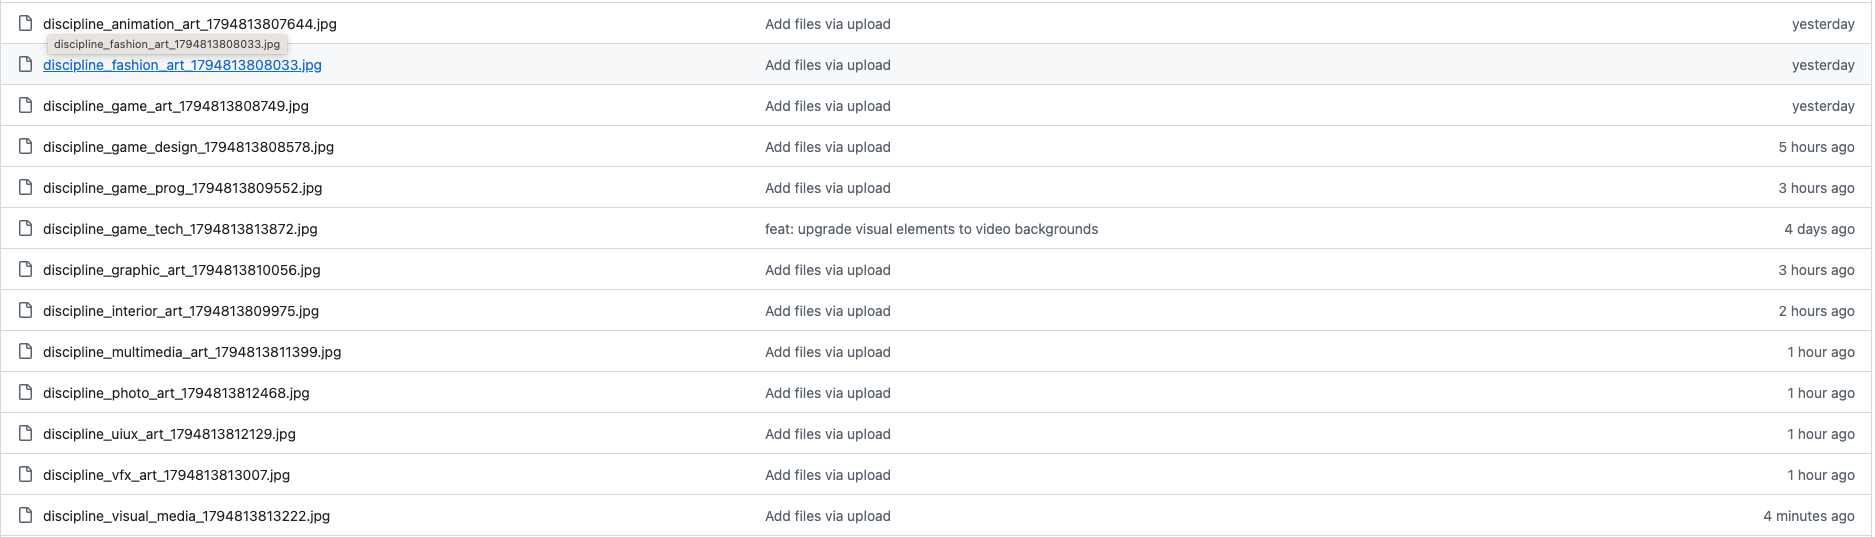 discipline_animation_art_1794813807644.jpg Add files via upload yesterday
discipline_fashion_art_1794813808033.jpg
discipline_fashion_art_1794813808033.jpg Add files via upload yesterday
discipline_game_art_1794813808749.jpg Add files via upload yesterday
discipline_game_design_1794813808578.jpg Add files via upload 5 hours ago
discipline_game_prog_1794813809552.jpg Add files via upload 3 hours ago
discipline_game_tech_1794813813872.jpg feat: upgrade visual elements to video backgrounds 4 days ago
discipline_graphic_art_1794813810056.jpg Add files via upload 3 hours ago
discipline_interior_art_1794813809975.jpg Add files via upload 2 hours ago
discipline_multimedia_art_1794813811399.jpg Add files via upload 1 hour ago
discipline_photo_art_1794813812468.jpg Add files via upload 1 hour ago
discipline_uiux_art_1794813812129.jpg Add files via upload 1 hour ago
discipline_vfx_art_1794813813007.jpg Add files via upload 1 hour ago
discipline_visual_media_1794813813222.jpg Add files via upload 4 minutes ago